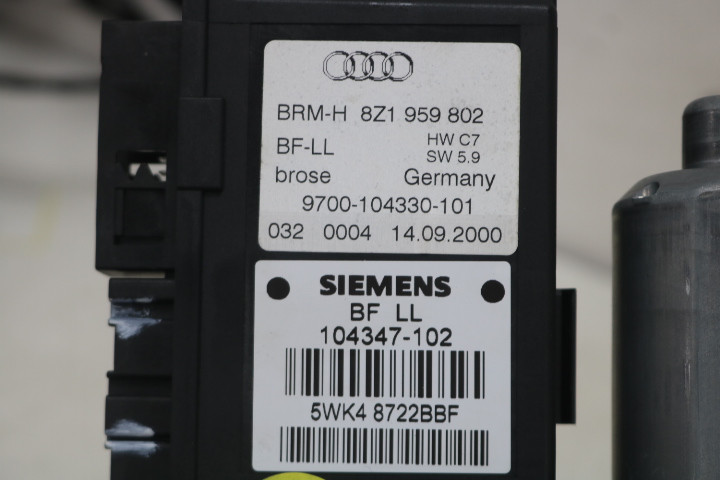 BRM-H 8Z1 959 802
BF-LL HW C7
SW 5.9
brose Germany
9700-104330-101
032 0004 14.09.2000
SIEMENS
BF LL
104347-102
5WK4 8722BBF